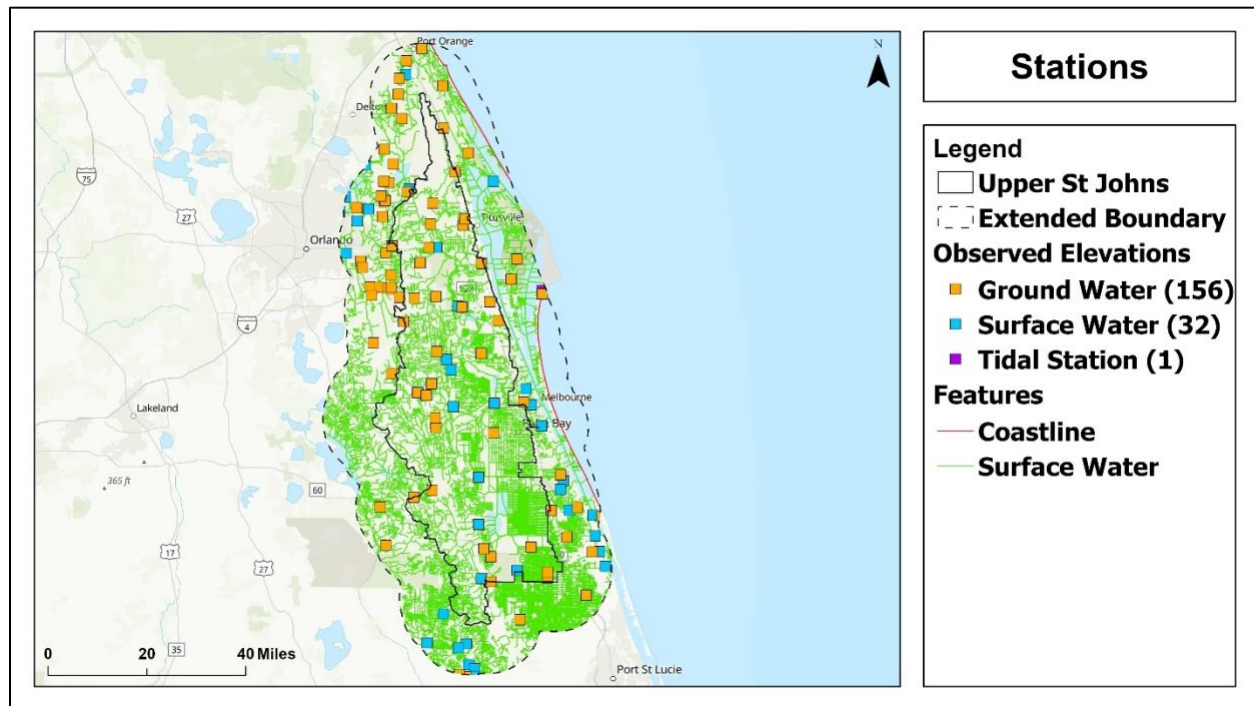 Port Orange
N
Stations
75
27
Titusville
Orlando
528
4
Lakeland
Melbourne
Bay
365 ft
60
17
27
0 20 40 Miles
35
Port St Lucie
Legend
Upper St Johns
Extended Boundary
Observed Elevations
Ground Water (156)
Surface Water (32)
Tidal Station (1)
Features
Coastline
Surface Water